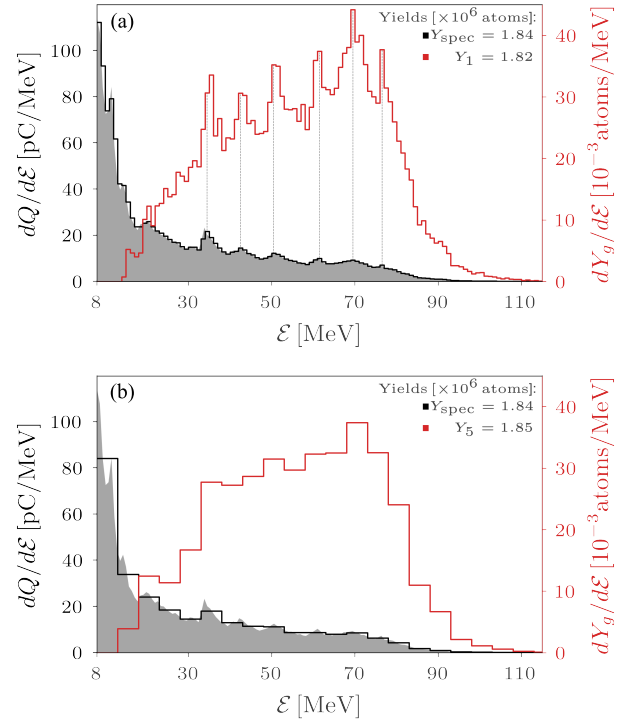 (a)
Yields [×10⁶ atoms]:
Y_spec = 1.84
Y₁ = 1.82
100
80
60
40
20
0
dQ/dℰ [pC/MeV]
40
30
20
10
0
dY_g/dℰ [10⁻³atoms/MeV]
8 30 50 70 90 110
ℰ [MeV]
(b)
Yields [×10⁶ atoms]:
Y_spec = 1.84
Y₅ = 1.85
100
80
60
40
20
0
dQ/dℰ [pC/MeV]
40
30
20
10
0
dY_g/dℰ [10⁻³atoms/MeV]
8 30 50 70 90 110
ℰ [MeV]